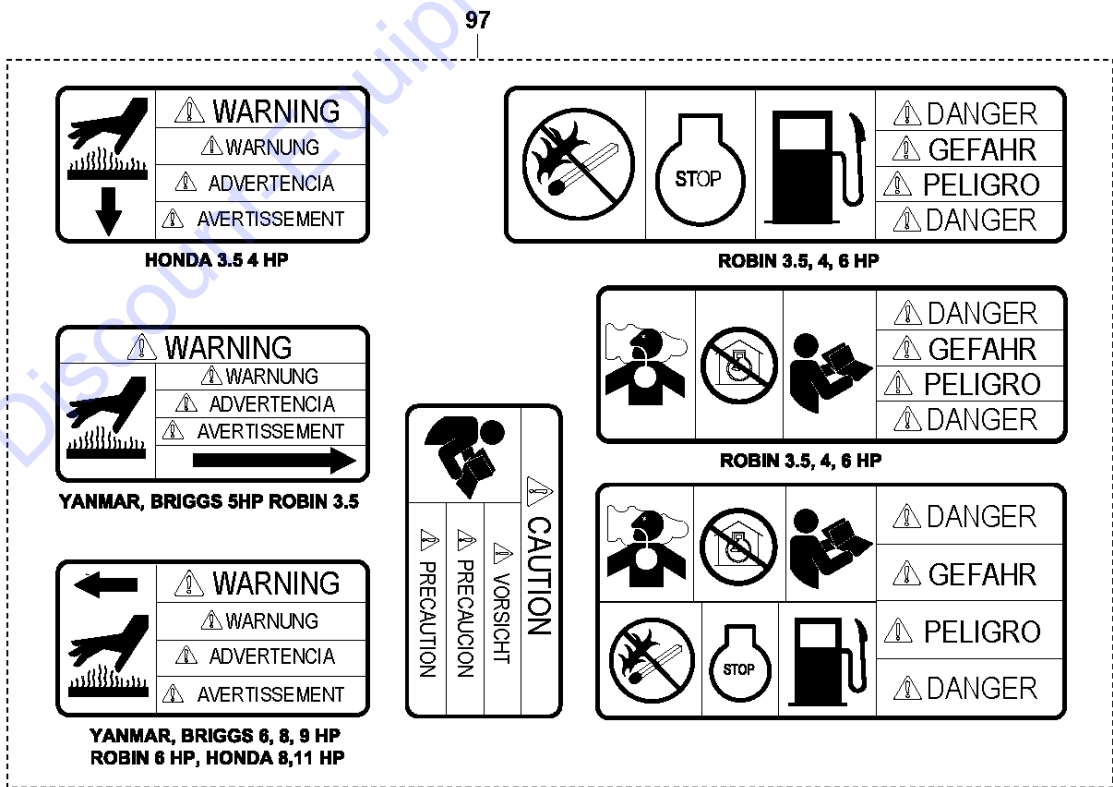 97
WARNING
WARNUNG
ADVERTENCIA
AVERTISSEMENT
HONDA 3.5 4 HP
WARNING
WARNUNG
ADVERTENCIA
AVERTISSEMENT
YANMAR, BRIGGS 5HP ROBIN 3.5
WARNING
WARNUNG
ADVERTENCIA
AVERTISSEMENT
YANMAR, BRIGGS 6, 8, 9 HP
ROBIN 6 HP, HONDA 8,11 HP
CAUTION
VORSICHT
PRECAUCION
PRECAUTION
STOP
DANGER
GEFAHR
PELIGRO
DANGER
ROBIN 3.5, 4, 6 HP
DANGER
GEFAHR
PELIGRO
DANGER
ROBIN 3.5, 4, 6 HP
STOP
DANGER
GEFAHR
PELIGRO
DANGER
Discount-Equip